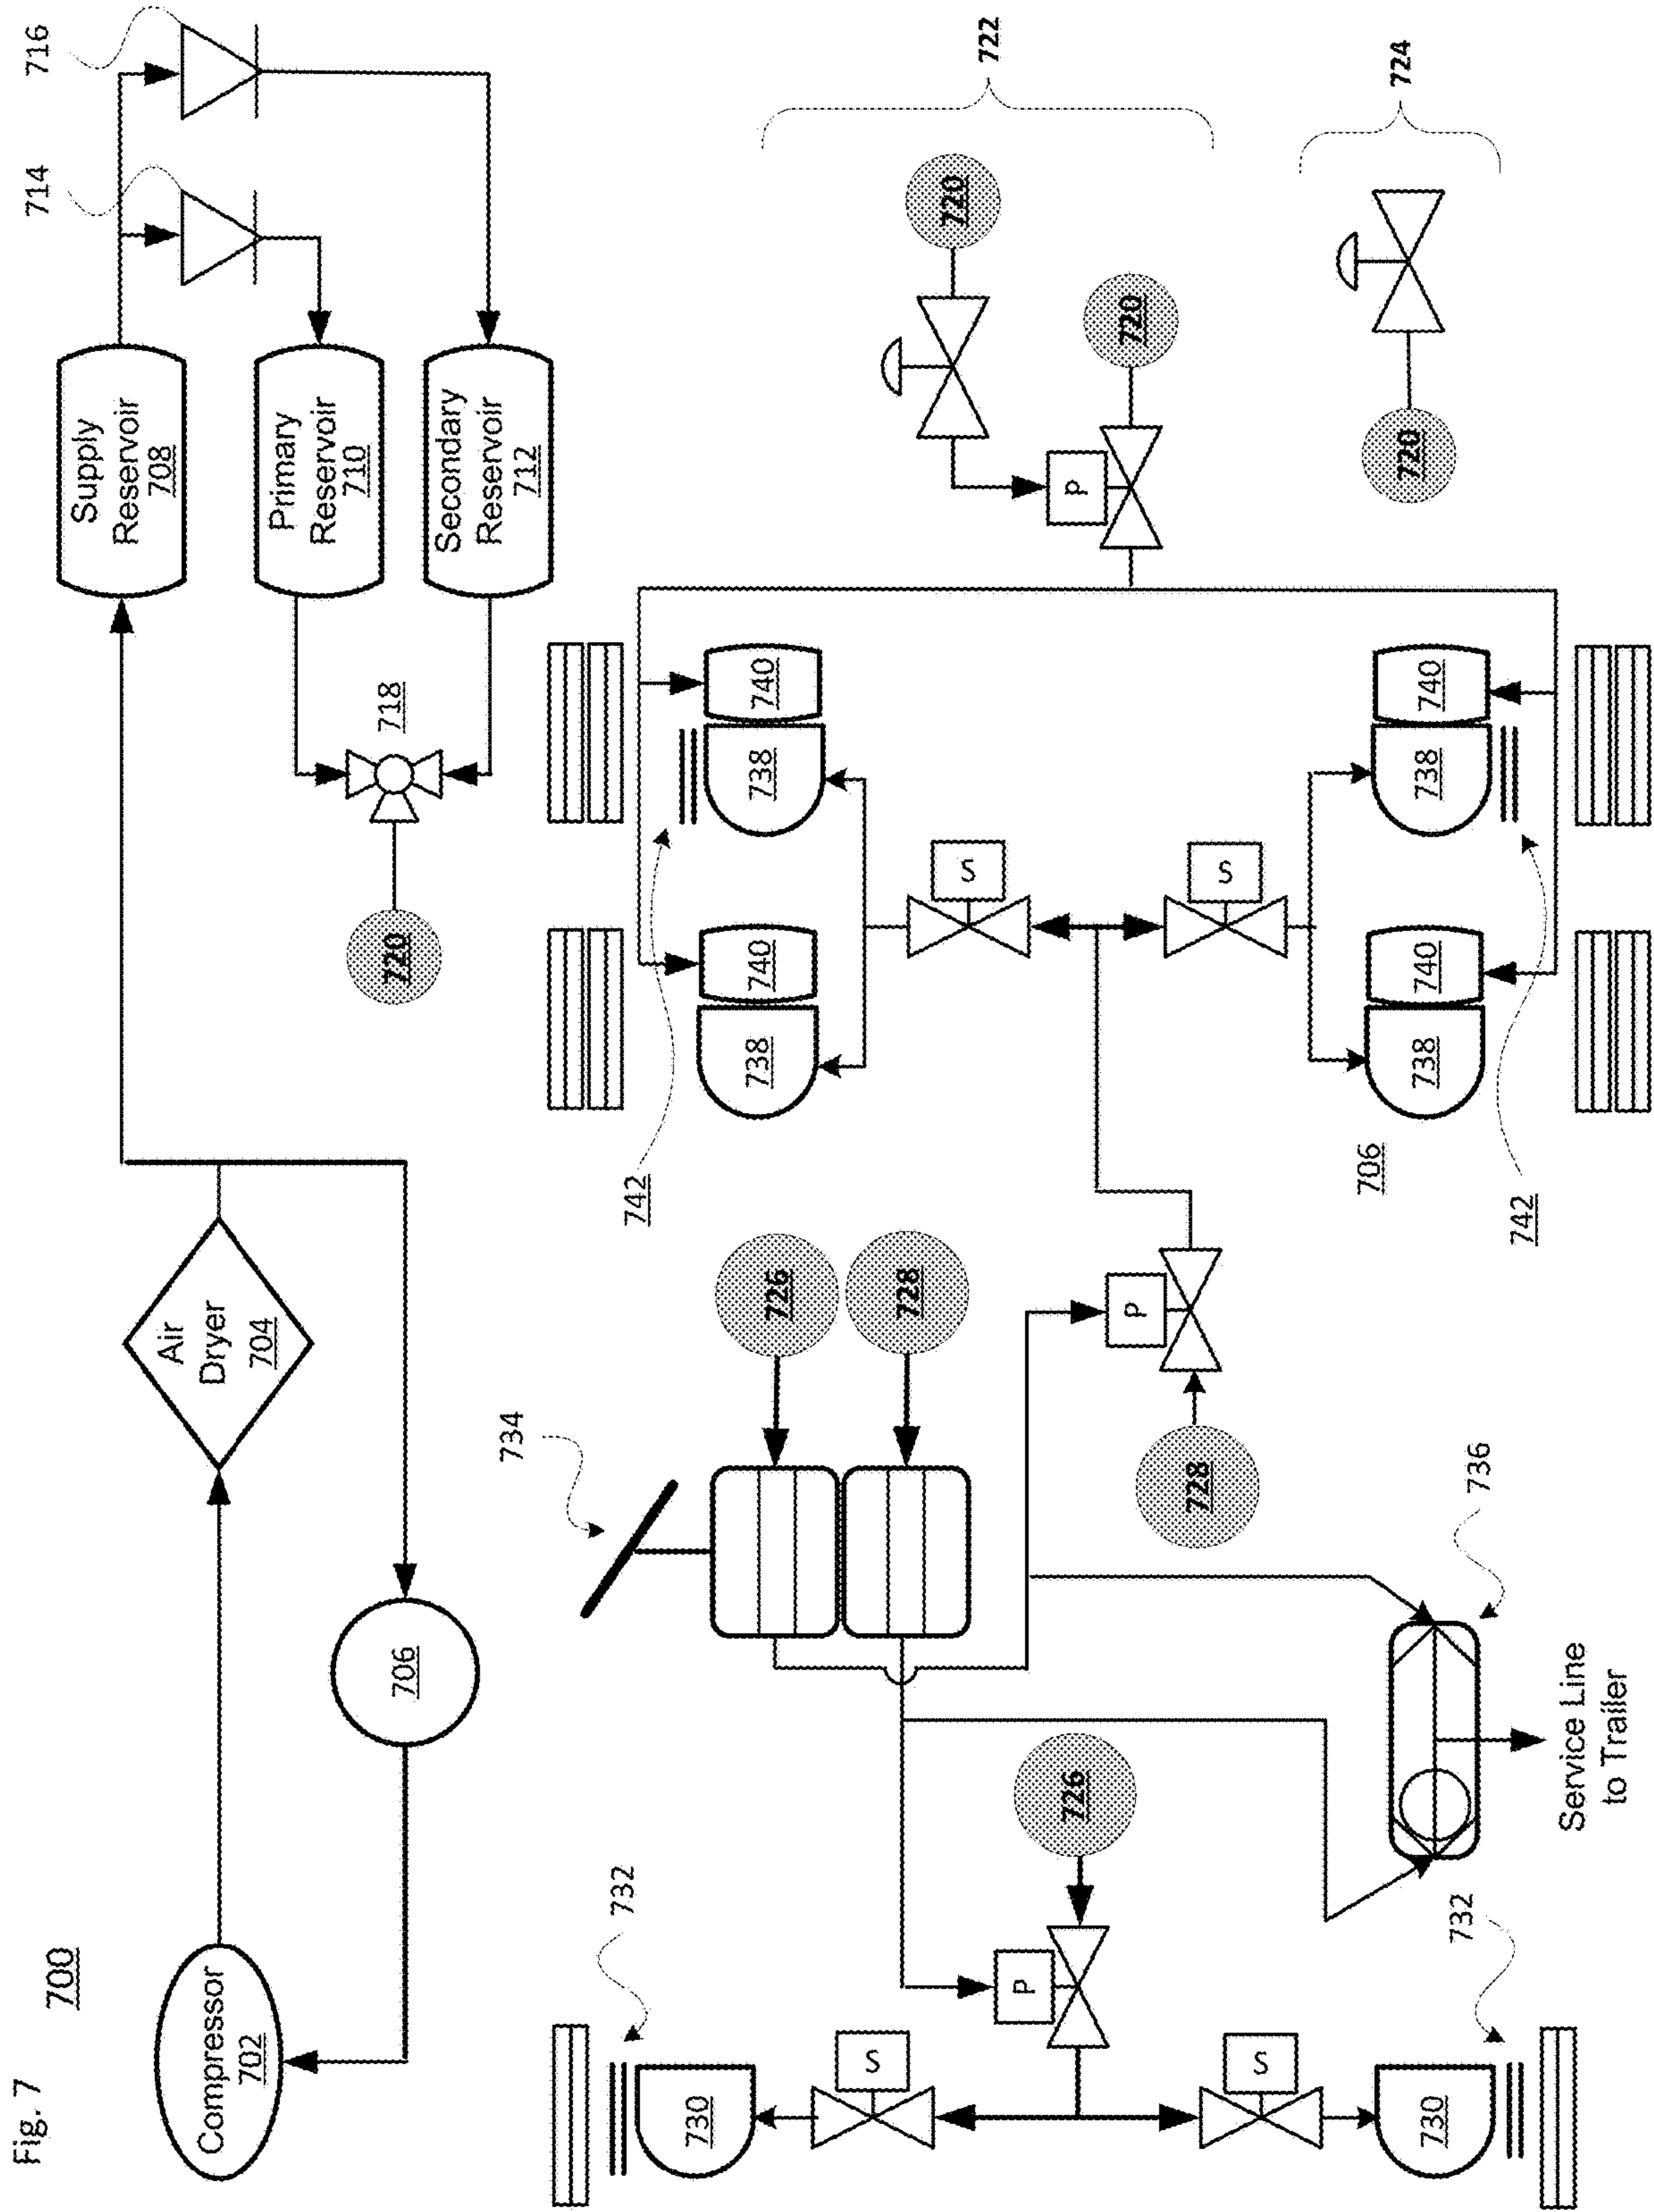 Fig. 7
700
Compressor
702
Air
Dryer
704
706
Supply
Reservoir
708
Primary
Reservoir
710
Secondary
Reservoir
712
714
716
718
720
732
730
S
S
730
732
P
726
734
726
728
728
P
736
Service Line
to Trailer
742
738
740
738
740
S
S
738
740
738
740
706
742
P
720
720
722
720
724